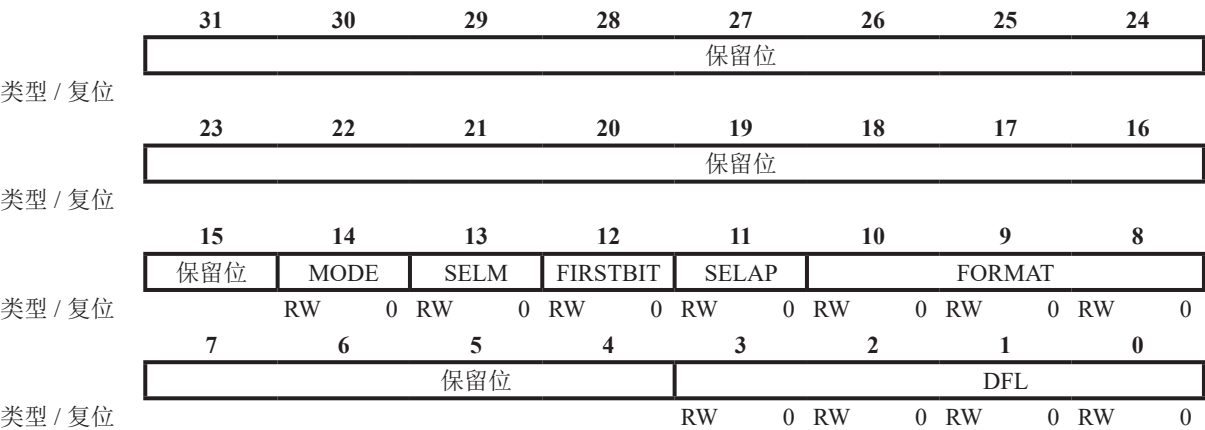 31 30 29 28 27 26 25 24
保留位
类型 / 复位
23 22 21 20 19 18 17 16
保留位
类型 / 复位
15 14 13 12 11 10 9 8
保留位 MODE SELM FIRSTBIT SELAP FORMAT
类型 / 复位 RW 0 RW 0 RW 0 RW 0 RW 0 RW 0 RW 0
7 6 5 4 3 2 1 0
保留位 DFL
类型 / 复位 RW 0 RW 0 RW 0 RW 0